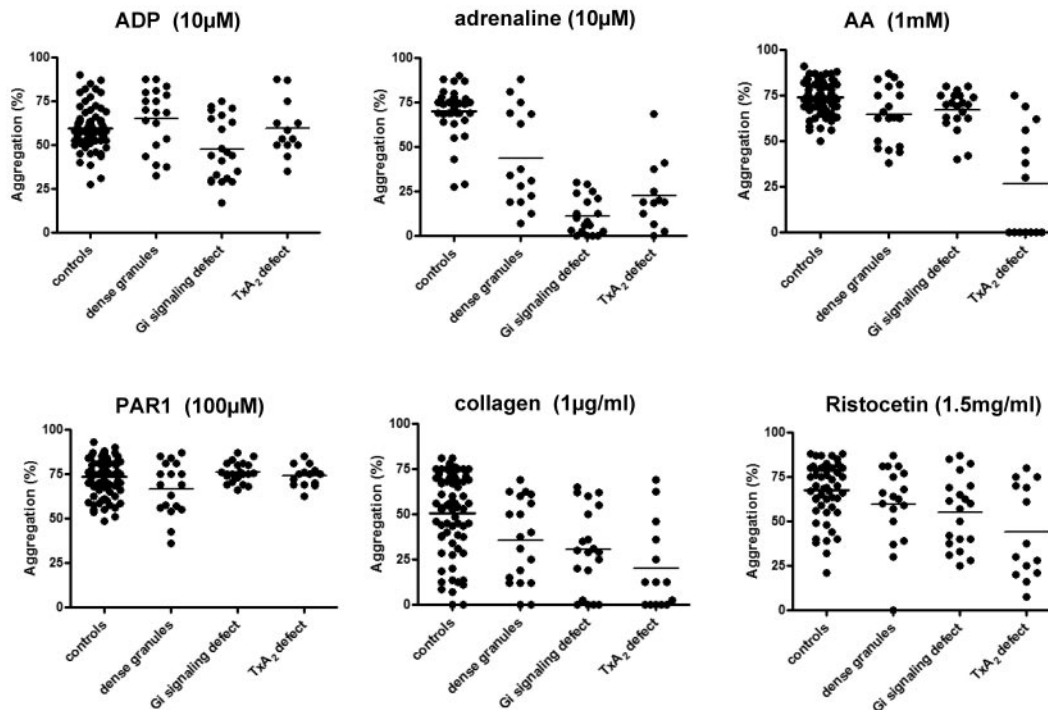 ADP (10µM)
Aggregation (%)
100
75
50
25
0
controls
dense granules
Gi signaling defect
TxA₂ defect
adrenaline (10µM)
Aggregation (%)
100
75
50
25
0
controls
dense granules
Gi signaling defect
TxA₂ defect
AA (1mM)
Aggregation (%)
100
75
50
25
0
controls
dense granules
Gi signaling defect
TxA₂ defect
PAR1 (100µM)
Aggregation (%)
100
75
50
25
0
controls
dense granules
Gi signaling defect
TxA₂ defect
collagen (1µg/ml)
Aggregation (%)
100
75
50
25
0
controls
dense granules
Gi signaling defect
TxA₂ defect
Ristocetin (1.5mg/ml)
Aggregation (%)
100
75
50
25
0
controls
dense granules
Gi signaling defect
TxA₂ defect